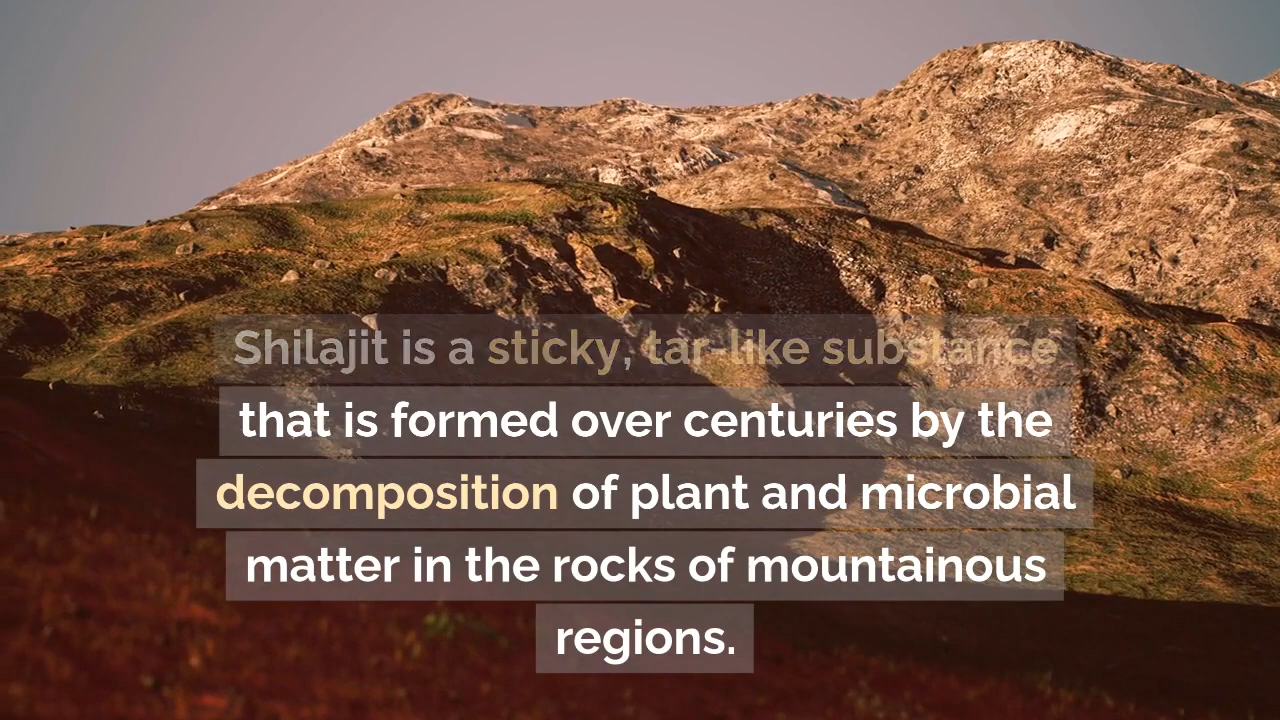 Shilajit is a sticky, tar-like substance
that is formed over centuries by the
decomposition of plant and microbial
matter in the rocks of mountainous
regions.